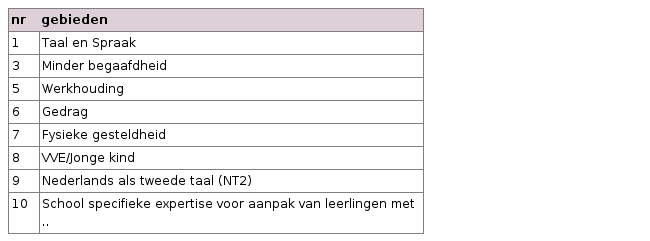 nr gebieden
1 Taal en Spraak
3 Minder begaafdheid
5 Werkhouding
6 Gedrag
7 Fysieke gesteldheid
8 VVE/Jonge kind
9 Nederlands als tweede taal (NT2)
10 School specifieke expertise voor aanpak van leerlingen met
..